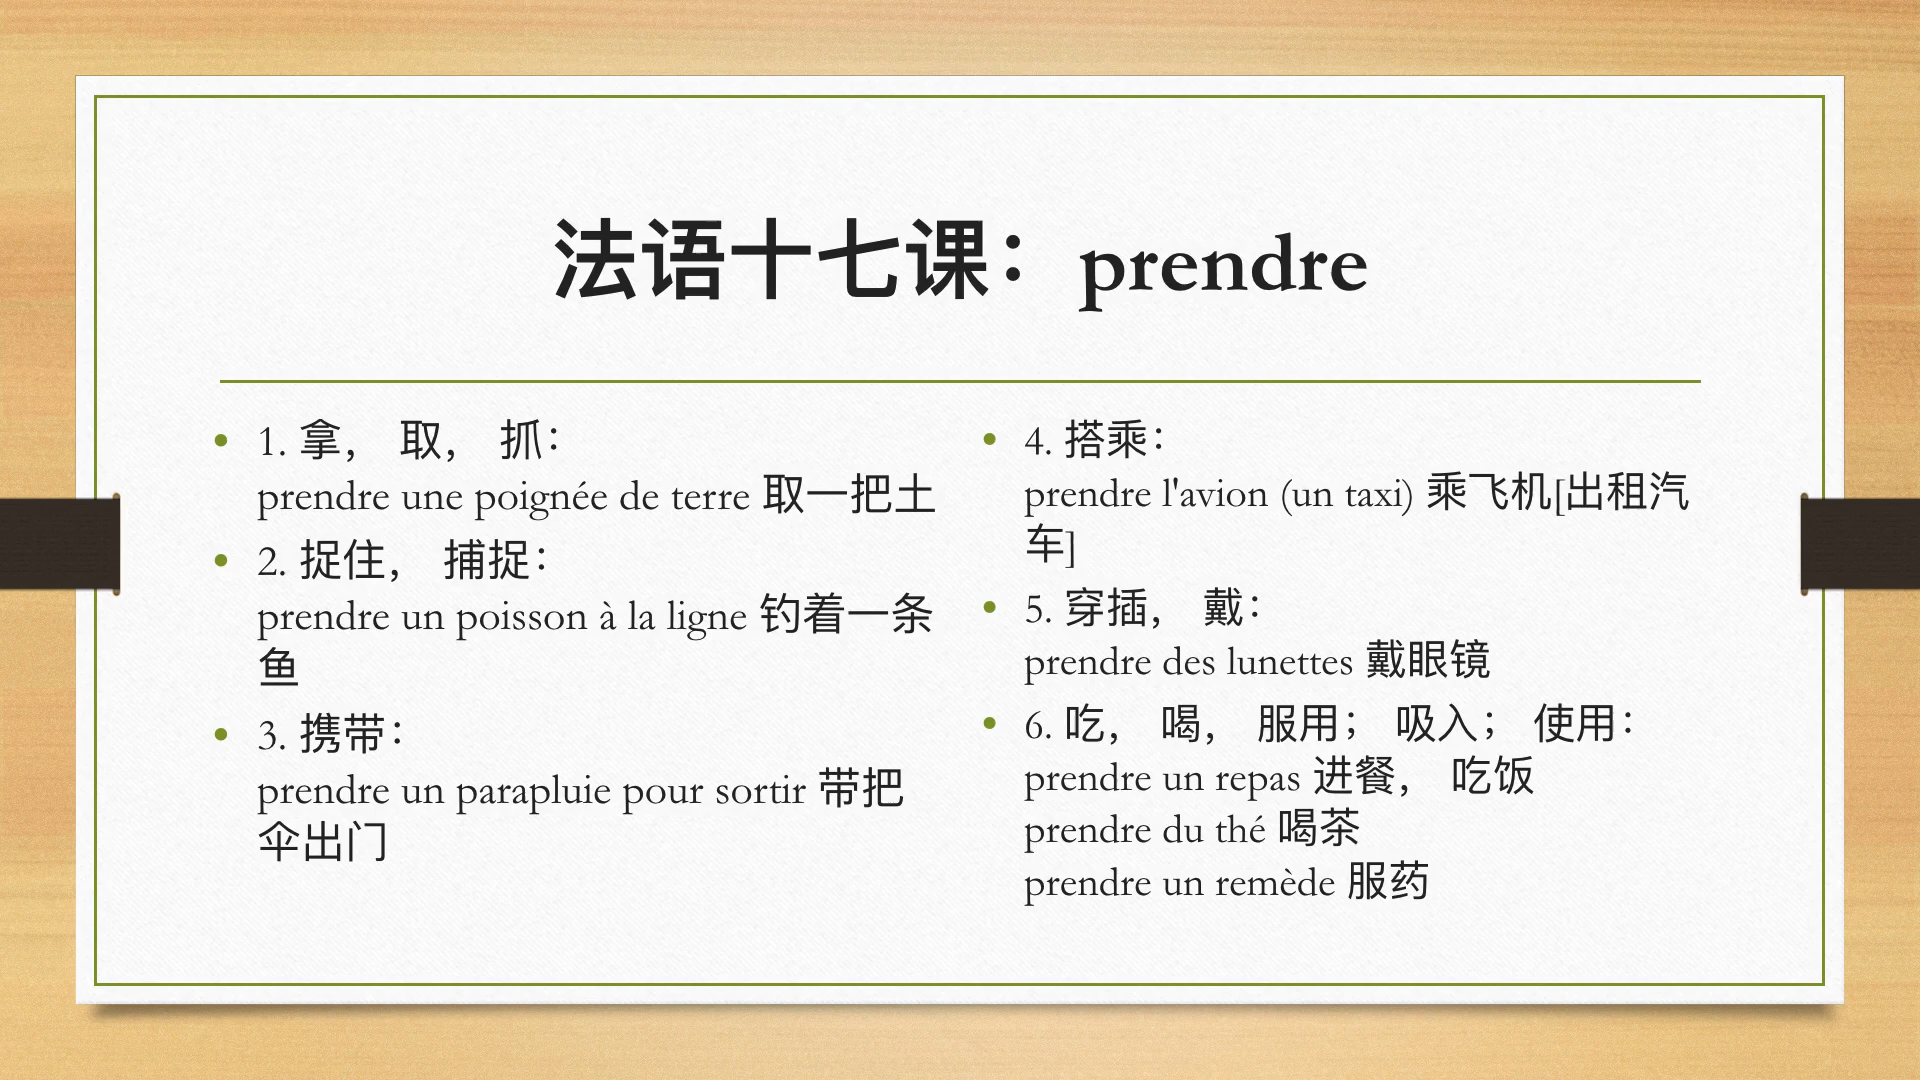 法语十七课：prendre
• 1. 拿， 取， 抓：
prendre une poignée de terre 取一把土
• 2. 捉住， 捕捉：
prendre un poisson à la ligne 钓着一条
鱼
• 3. 携带：
prendre un parapluie pour sortir 带把
伞出门
• 4. 搭乘：
prendre l'avion (un taxi) 乘飞机[出租汽
车]
• 5. 穿插， 戴：
prendre des lunettes 戴眼镜
• 6. 吃， 喝， 服用； 吸入； 使用：
prendre un repas 进餐， 吃饭
prendre du thé 喝茶
prendre un remède 服药